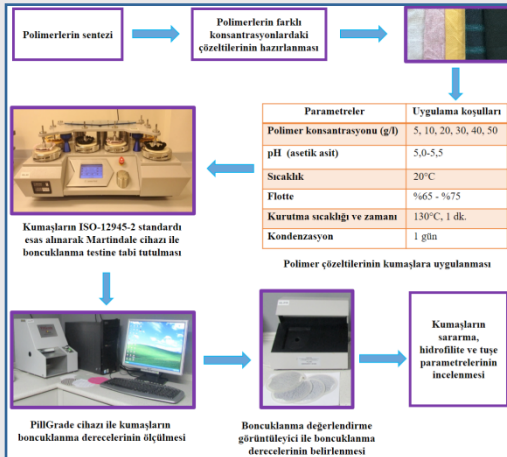 Polimerlerin sentezi
Polimerlerin farklı
konsantrasyonlardaki
çözeltilerinin hazırlanması
Parametreler Uygulama koşulları
Polimer konsantrasyonu (g/l) 5, 10, 20, 30, 40, 50
pH (asetik asit) 5,0-5,5
Sıcaklık 20°C
Flotte %65 - %75
Kurutma sıcaklığı ve zamanı 130°C, 1 dk.
Kondenzasyon 1 gün
Polimer çözeltilerinin kumaşlara uygulanması
Kumaşların ISO-12945-2 standardı
esas alınarak Martindale cihazı ile
boncuklanma testine tabi tutulması
PillGrade cihazı ile kumaşların
boncuklanma derecelerinin ölçülmesi
Boncuklanma değerlendirme
görüntüleyici ile boncuklanma
derecelerinin belirlenmesi
Kumaşların
sararma,
hidrofilite ve tuşe
parametrelerinin
incelenmesi